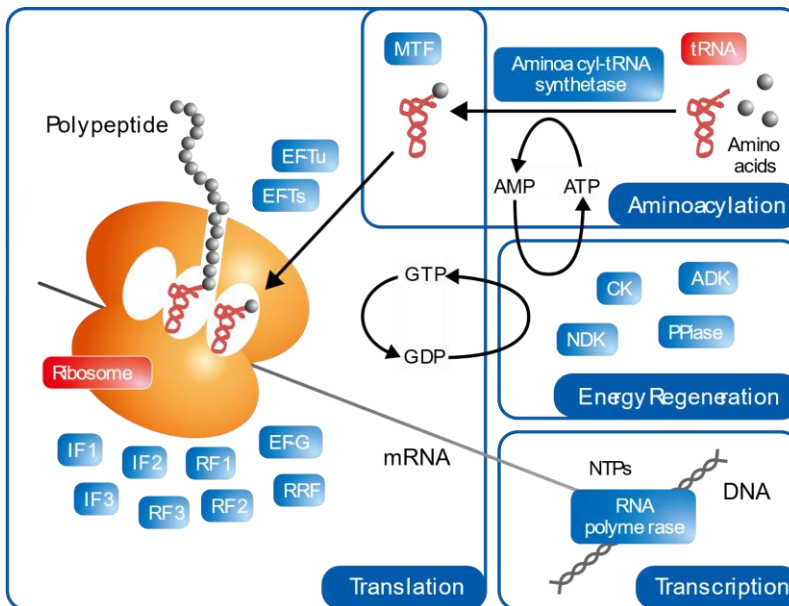 MTF
Aminoacyl-tRNA
synthetase
tRNA
Amino
acids
Polypeptide
EF-Tu
EF-Ts
AMP
ATP
Aminoacylation
GTP
GDP
CK
ADK
NDK
PPiase
Energy Regeneration
Ribosome
IF1
IF2
RF1
EF-G
IF3
RF3
RF2
RRF
mRNA
NTPs
DNA
RNA
polymerase
Translation
Transcription